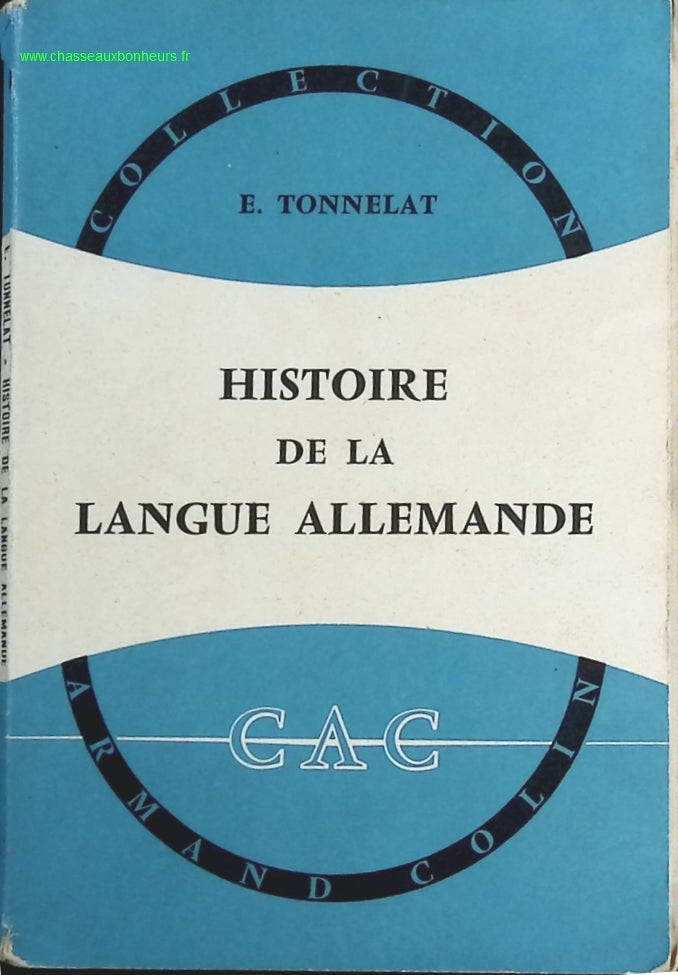 www.chasseauxbonheurs.fr
COLLECTION
E. TONNELAT
HISTOIRE
DE LA
LANGUE ALLEMANDE
CAC
ARMAND COLIN
E. TONNELAT - HISTOIRE DE LA LANGUE ALLEMANDE